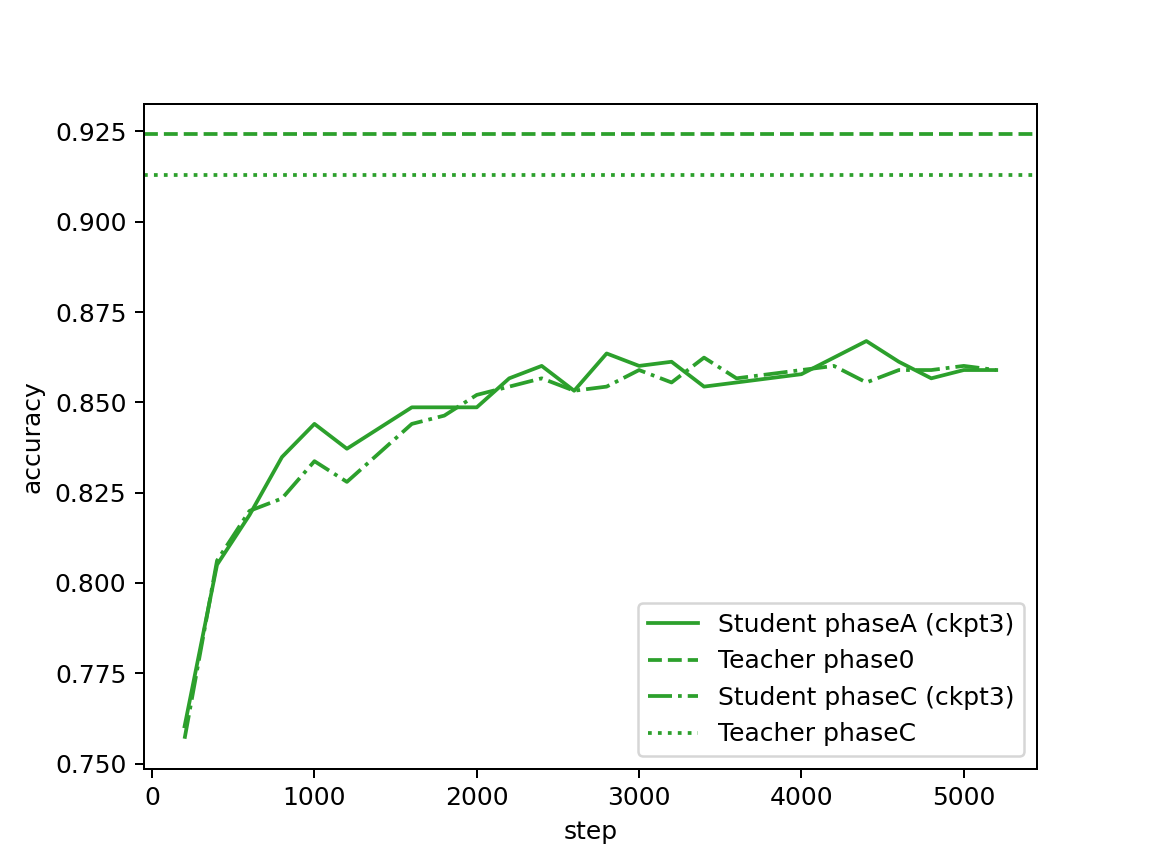 0.925
0.900
0.875
0.850
0.825
0.800
0.775
0.750
accuracy
0 1000 2000 3000 4000 5000
step
Student phaseA (ckpt3)
Teacher phase0
Student phaseC (ckpt3)
Teacher phaseC